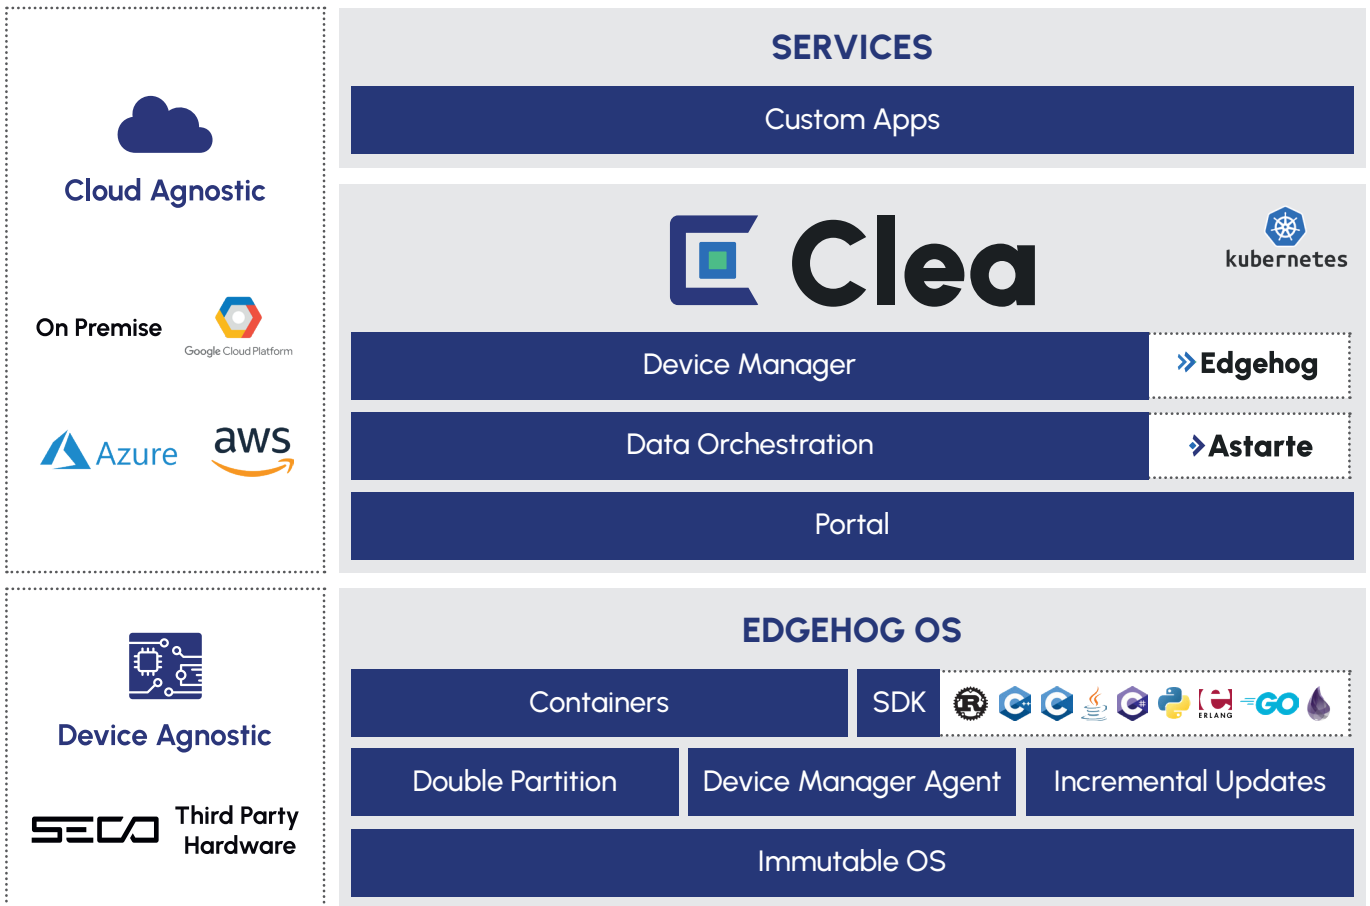 Cloud Agnostic
On Premise
Google Cloud Platform
Azure
aws
SERVICES
Custom Apps
Clea
kubernetes
Device Manager
Edgehog
Data Orchestration
Astarte
Portal
Device Agnostic
SECO
Third Party
Hardware
EDGEHOG OS
Containers
SDK
R
C++
C
Java
C#
ERLANG
GO
Double Partition
Device Manager Agent
Incremental Updates
Immutable OS